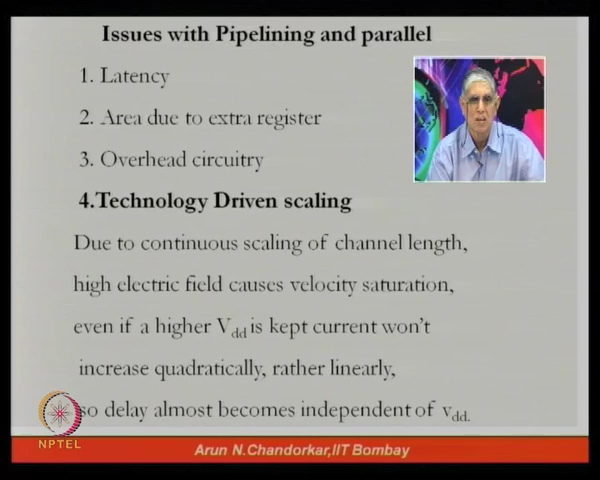 Issues with Pipelining and parallel
1. Latency
2. Area due to extra register
3. Overhead circuitry
4.Technology Driven scaling
Due to continuous scaling of channel length,
high electric field causes velocity saturation,
even if a higher Vdd is kept current won't
increase quadratically, rather linearly,
so delay almost becomes independent of vdd.
NPTEL
Arun N.Chandorkar,IIT Bombay